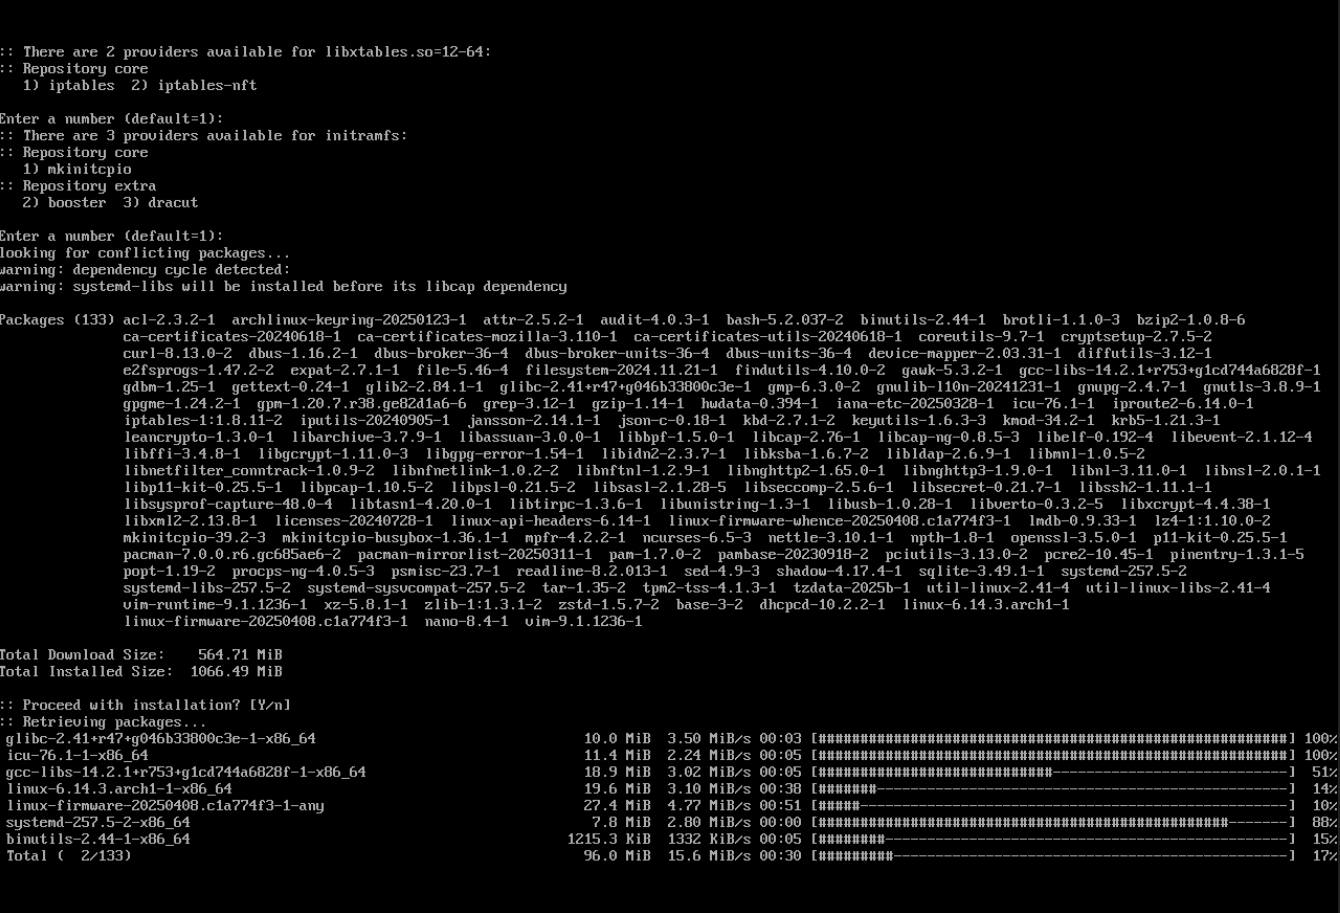 :: There are 2 providers available for libxtables.so=12-64:
:: Repository core
   1) iptables  2) iptables-nft

Enter a number (default=1):
:: There are 3 providers available for initramfs:
:: Repository core
   1) mkinitcpio
:: Repository extra
   2) booster  3) dracut

Enter a number (default=1):
looking for conflicting packages...
warning: dependency cycle detected:
warning: systemd-libs will be installed before its libcap dependency

Packages (133) acl-2.3.2-1  archlinux-keyring-20250123-1  attr-2.5.2-1  audit-4.0.3-1  bash-5.2.037-2  binutils-2.44-1  brotli-1.1.0-3  bzip2-1.0.8-6
               ca-certificates-20240618-1  ca-certificates-mozilla-3.110-1  ca-certificates-utils-20240618-1  coreutils-9.7-1  cryptsetup-2.7.5-2
               curl-8.13.0-2  dbus-1.16.2-1  dbus-broker-36-4  dbus-broker-units-36-4  dbus-units-36-4  device-mapper-2.03.31-1  diffutils-3.12-1
               e2fsprogs-1.47.2-2  expat-2.7.1-1  file-5.46-4  filesystem-2024.11.21-1  findutils-4.10.0-2  gawk-5.3.2-1  gcc-libs-14.2.1+r753+g1cd744a6828f-1
               gdbm-1.25-1  gettext-0.24-1  glib2-2.84.1-1  glibc-2.41+r47+g046b33800c3e-1  gmp-6.3.0-2  gnulib-l10n-20241231-1  gnupg-2.4.7-1  gnutls-3.8.9-1
               gpgme-1.24.2-1  gpm-1.20.7.r38.ge82d1a6-6  grep-3.12-1  gzip-1.14-1  hwdata-0.394-1  iana-etc-20250328-1  icu-76.1-1  iproute2-6.14.0-1
               iptables-1:1.8.11-2  iputils-20240905-1  jansson-2.14.1-1  json-c-0.18-1  kbd-2.7.1-2  keyutils-1.6.3-3  kmod-34.2-1  krb5-1.21.3-1
               leancrypto-1.3.0-1  libarchive-3.7.9-1  libassuan-3.0.0-1  libbpf-1.5.0-1  libcap-2.76-1  libcap-ng-0.8.5-3  libelf-0.192-4  libevent-2.1.12-4
               libffi-3.4.8-1  libgcrypt-1.11.0-3  libgpg-error-1.54-1  libidn2-2.3.7-1  libksba-1.6.7-2  libldap-2.6.9-1  libmnl-1.0.5-2
               libnetfilter_conntrack-1.0.9-2  libnfnetlink-1.0.2-2  libnftnl-1.2.9-1  libnghttp2-1.65.0-1  libnghttp3-1.9.0-1  libnl-3.11.0-1  libnsl-2.0.1-1
               libp11-kit-0.25.5-1  libpcap-1.10.5-2  libpsl-0.21.5-2  libsasl-2.1.28-5  libseccomp-2.5.6-1  libsecret-0.21.7-1  libssh2-1.11.1-1
               libsysprof-capture-48.0-4  libtasn1-4.20.0-1  libtirpc-1.3.6-1  libunistring-1.3-1  libusb-1.0.28-1  libverto-0.3.2-5  libxcrypt-4.4.38-1
               libxml2-2.13.8-1  licenses-20240728-1  linux-api-headers-6.14-1  linux-firmware-whence-20250408.c1a774f3-1  lmdb-0.9.33-1  lz4-1:1.10.0-2
               mkinitcpio-39.2-3  mkinitcpio-busybox-1.36.1-1  mpfr-4.2.2-1  ncurses-6.5-3  nettle-3.10.1-1  npth-1.8-1  openssl-3.5.0-1  p11-kit-0.25.5-1
               pacman-7.0.0.r6.gc685ae6-2  pacman-mirrorlist-20250311-1  pam-1.7.0-2  pambase-20230918-2  pciutils-3.13.0-2  pcre2-10.45-1  pinentry-1.3.1-5
               popt-1.19-2  procps-ng-4.0.5-3  psmisc-23.7-1  readline-8.2.013-1  sed-4.9-3  shadow-4.17.4-1  sqlite-3.49.1-1  systemd-257.5-2
               systemd-libs-257.5-2  systemd-sysvcompat-257.5-2  tar-1.35-2  tpm2-tss-4.1.3-1  tzdata-2025b-1  util-linux-2.41-4  util-linux-libs-2.41-4
               vim-runtime-9.1.1236-1  xz-5.8.1-1  zlib-1:1.3.1-2  zstd-1.5.7-2  base-3-2  dhcpcd-10.2.2-1  linux-6.14.3.arch1-1
               linux-firmware-20250408.c1a774f3-1  nano-8.4-1  vim-9.1.1236-1

Total Download Size:    564.71 MiB
Total Installed Size:  1066.49 MiB

:: Proceed with installation? [Y/n]
:: Retrieving packages...
 glibc-2.41+r47+g046b33800c3e-1-x86_64    10.0 MiB  3.50 MiB/s 00:03 [########################################################] 100%
 icu-76.1-1-x86_64    11.4 MiB  2.24 MiB/s 00:05 [########################################################] 100%
 gcc-libs-14.2.1+r753+g1cd744a6828f-1-x86_64    18.9 MiB  3.02 MiB/s 00:05 [############################----------------------------]  51%
 linux-6.14.3.arch1-1-x86_64    19.6 MiB  3.10 MiB/s 00:38 [#######-------------------------------------------------]  14%
 linux-firmware-20250408.c1a774f3-1-any    27.4 MiB  4.77 MiB/s 00:51 [#####---------------------------------------------------]  10%
 systemd-257.5-2-x86_64    7.8 MiB  2.80 MiB/s 00:00 [#################################################-------]  88%
 binutils-2.44-1-x86_64    1215.3 KiB  1332 KiB/s 00:05 [########------------------------------------------------]  15%
 Total (  2/133)    96.0 MiB  15.6 MiB/s 00:30 [#########-----------------------------------------------]  17%